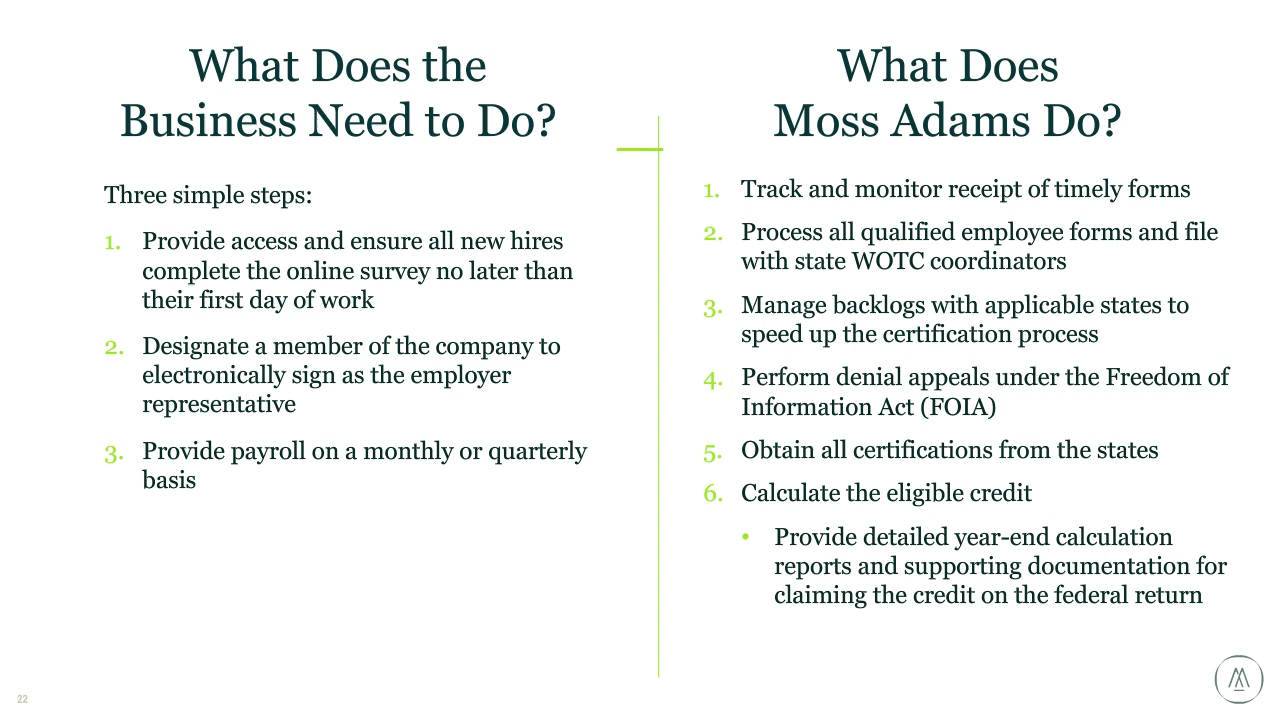 What Does the
Business Need to Do?
Three simple steps:
1. Provide access and ensure all new hires
complete the online survey no later than
their first day of work
2. Designate a member of the company to
electronically sign as the employer
representative
3. Provide payroll on a monthly or quarterly
basis
What Does
Moss Adams Do?
1. Track and monitor receipt of timely forms
2. Process all qualified employee forms and file
with state WOTC coordinators
3. Manage backlogs with applicable states to
speed up the certification process
4. Perform denial appeals under the Freedom of
Information Act (FOIA)
5. Obtain all certifications from the states
6. Calculate the eligible credit
• Provide detailed year-end calculation
reports and supporting documentation for
claiming the credit on the federal return
22